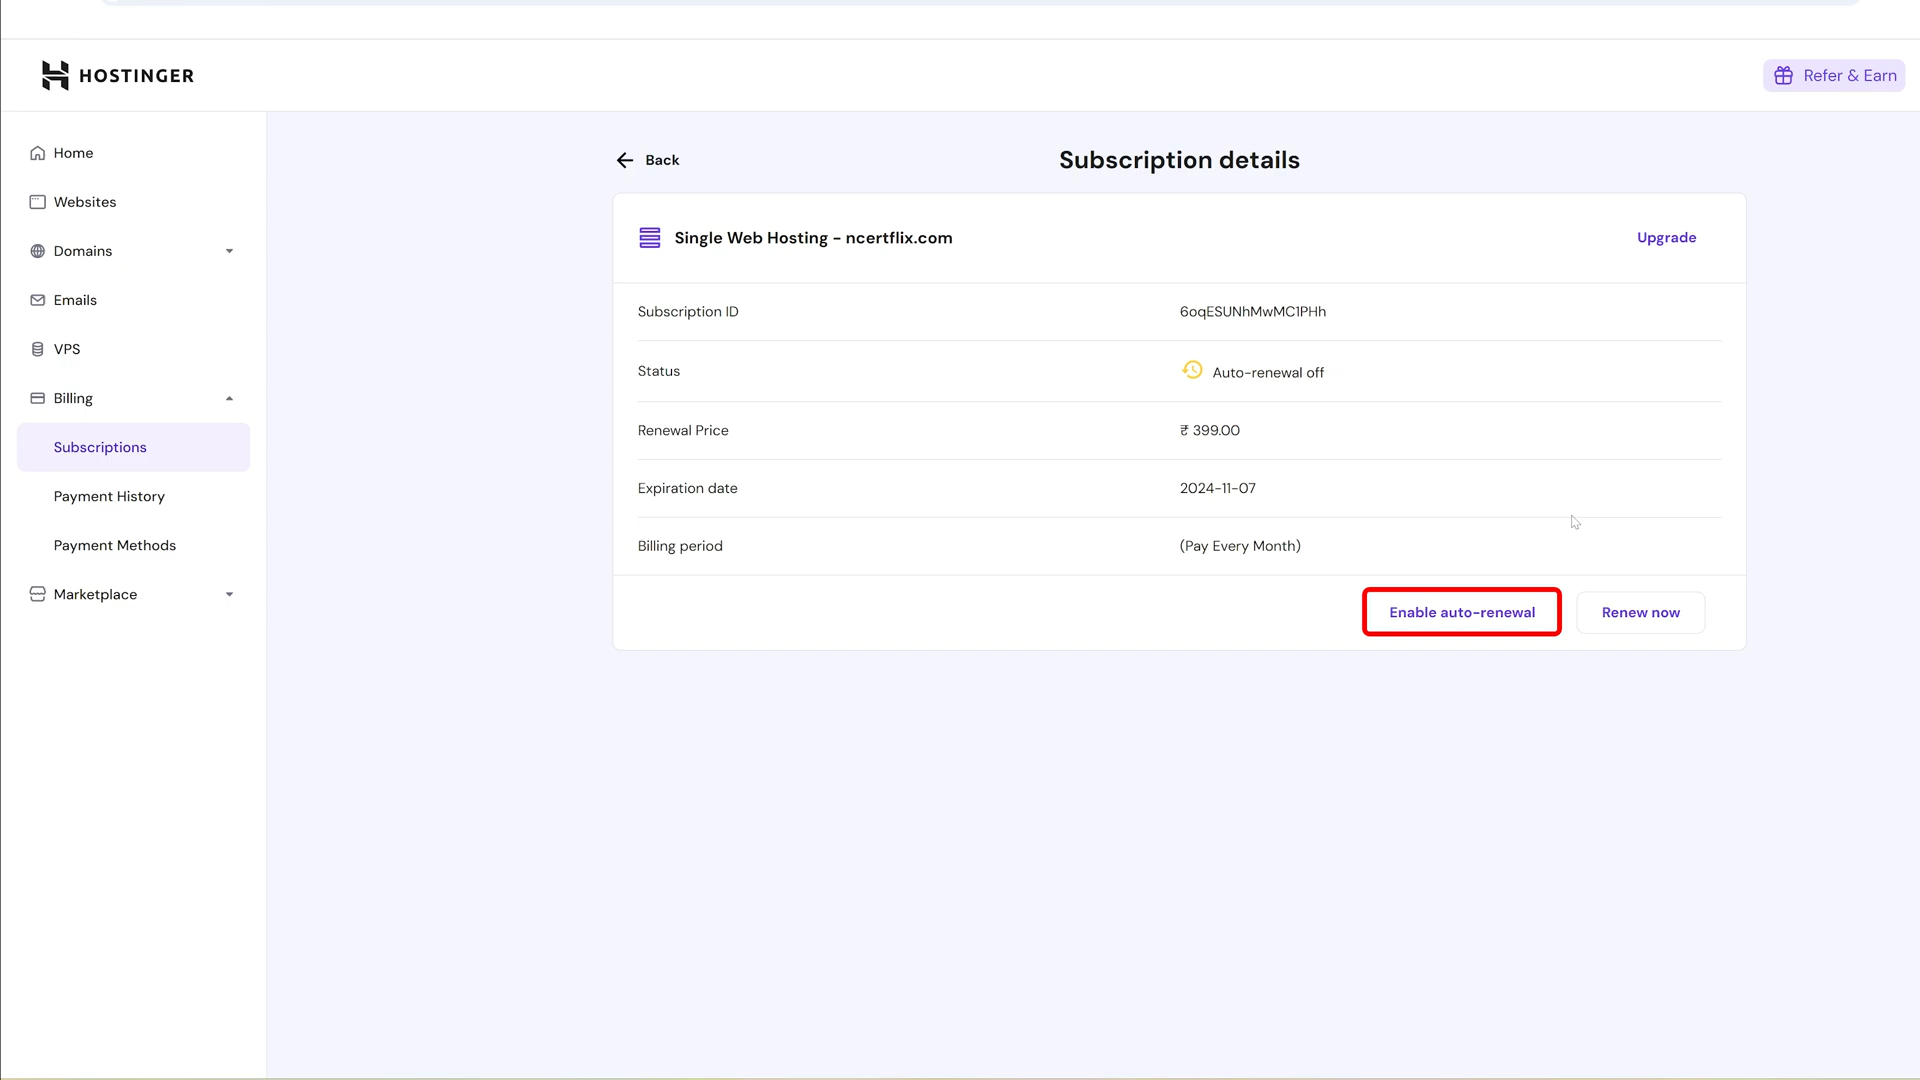 HOSTINGER
Refer & Earn
Home
Websites
Domains
Emails
VPS
Billing
Subscriptions
Payment History
Payment Methods
Marketplace
Back
Subscription details
Single Web Hosting - ncertflix.com
Upgrade
Subscription ID
6oqESUNhMwMC1PHh
Status
Auto-renewal off
Renewal Price
₹ 399.00
Expiration date
2024-11-07
Billing period
(Pay Every Month)
Enable auto-renewal
Renew now